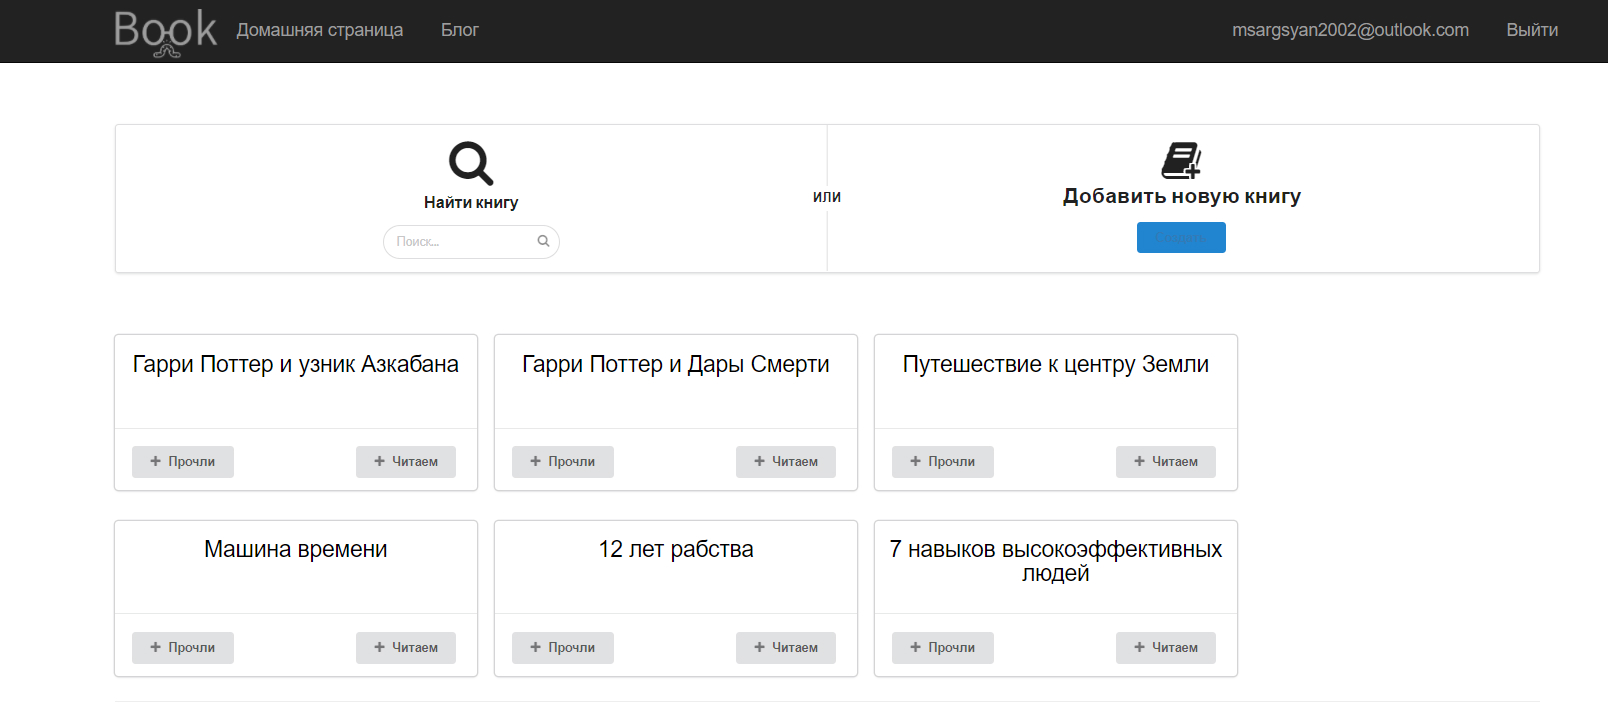 Book Домашняя страница Блог msargsyan2002@outlook.com Выйти
Найти книгу
Поиск...
или
Добавить новую книгу
Гарри Поттер и узник Азкабана
Гарри Поттер и Дары Смерти
Путешествие к центру Земли
Прочли Читаем
Прочли Читаем
Прочли Читаем
Машина времени
12 лет рабства
7 навыков высокоэффективных
людей
Прочли Читаем
Прочли Читаем
Прочли Читаем